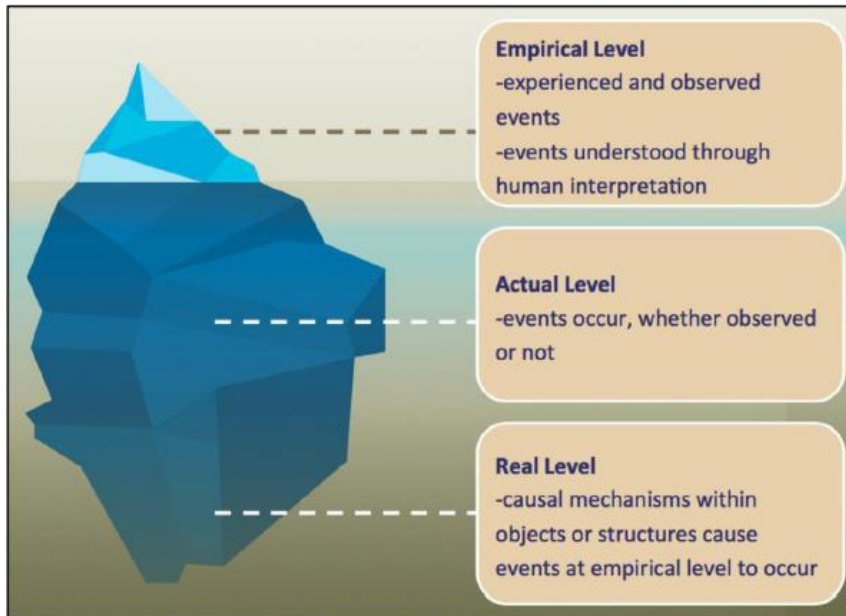 Empirical Level
-experienced and observed
events
-events understood through
human interpretation
Actual Level
-events occur, whether observed
or not
Real Level
-causal mechanisms within
objects or structures cause
events at empirical level to occur